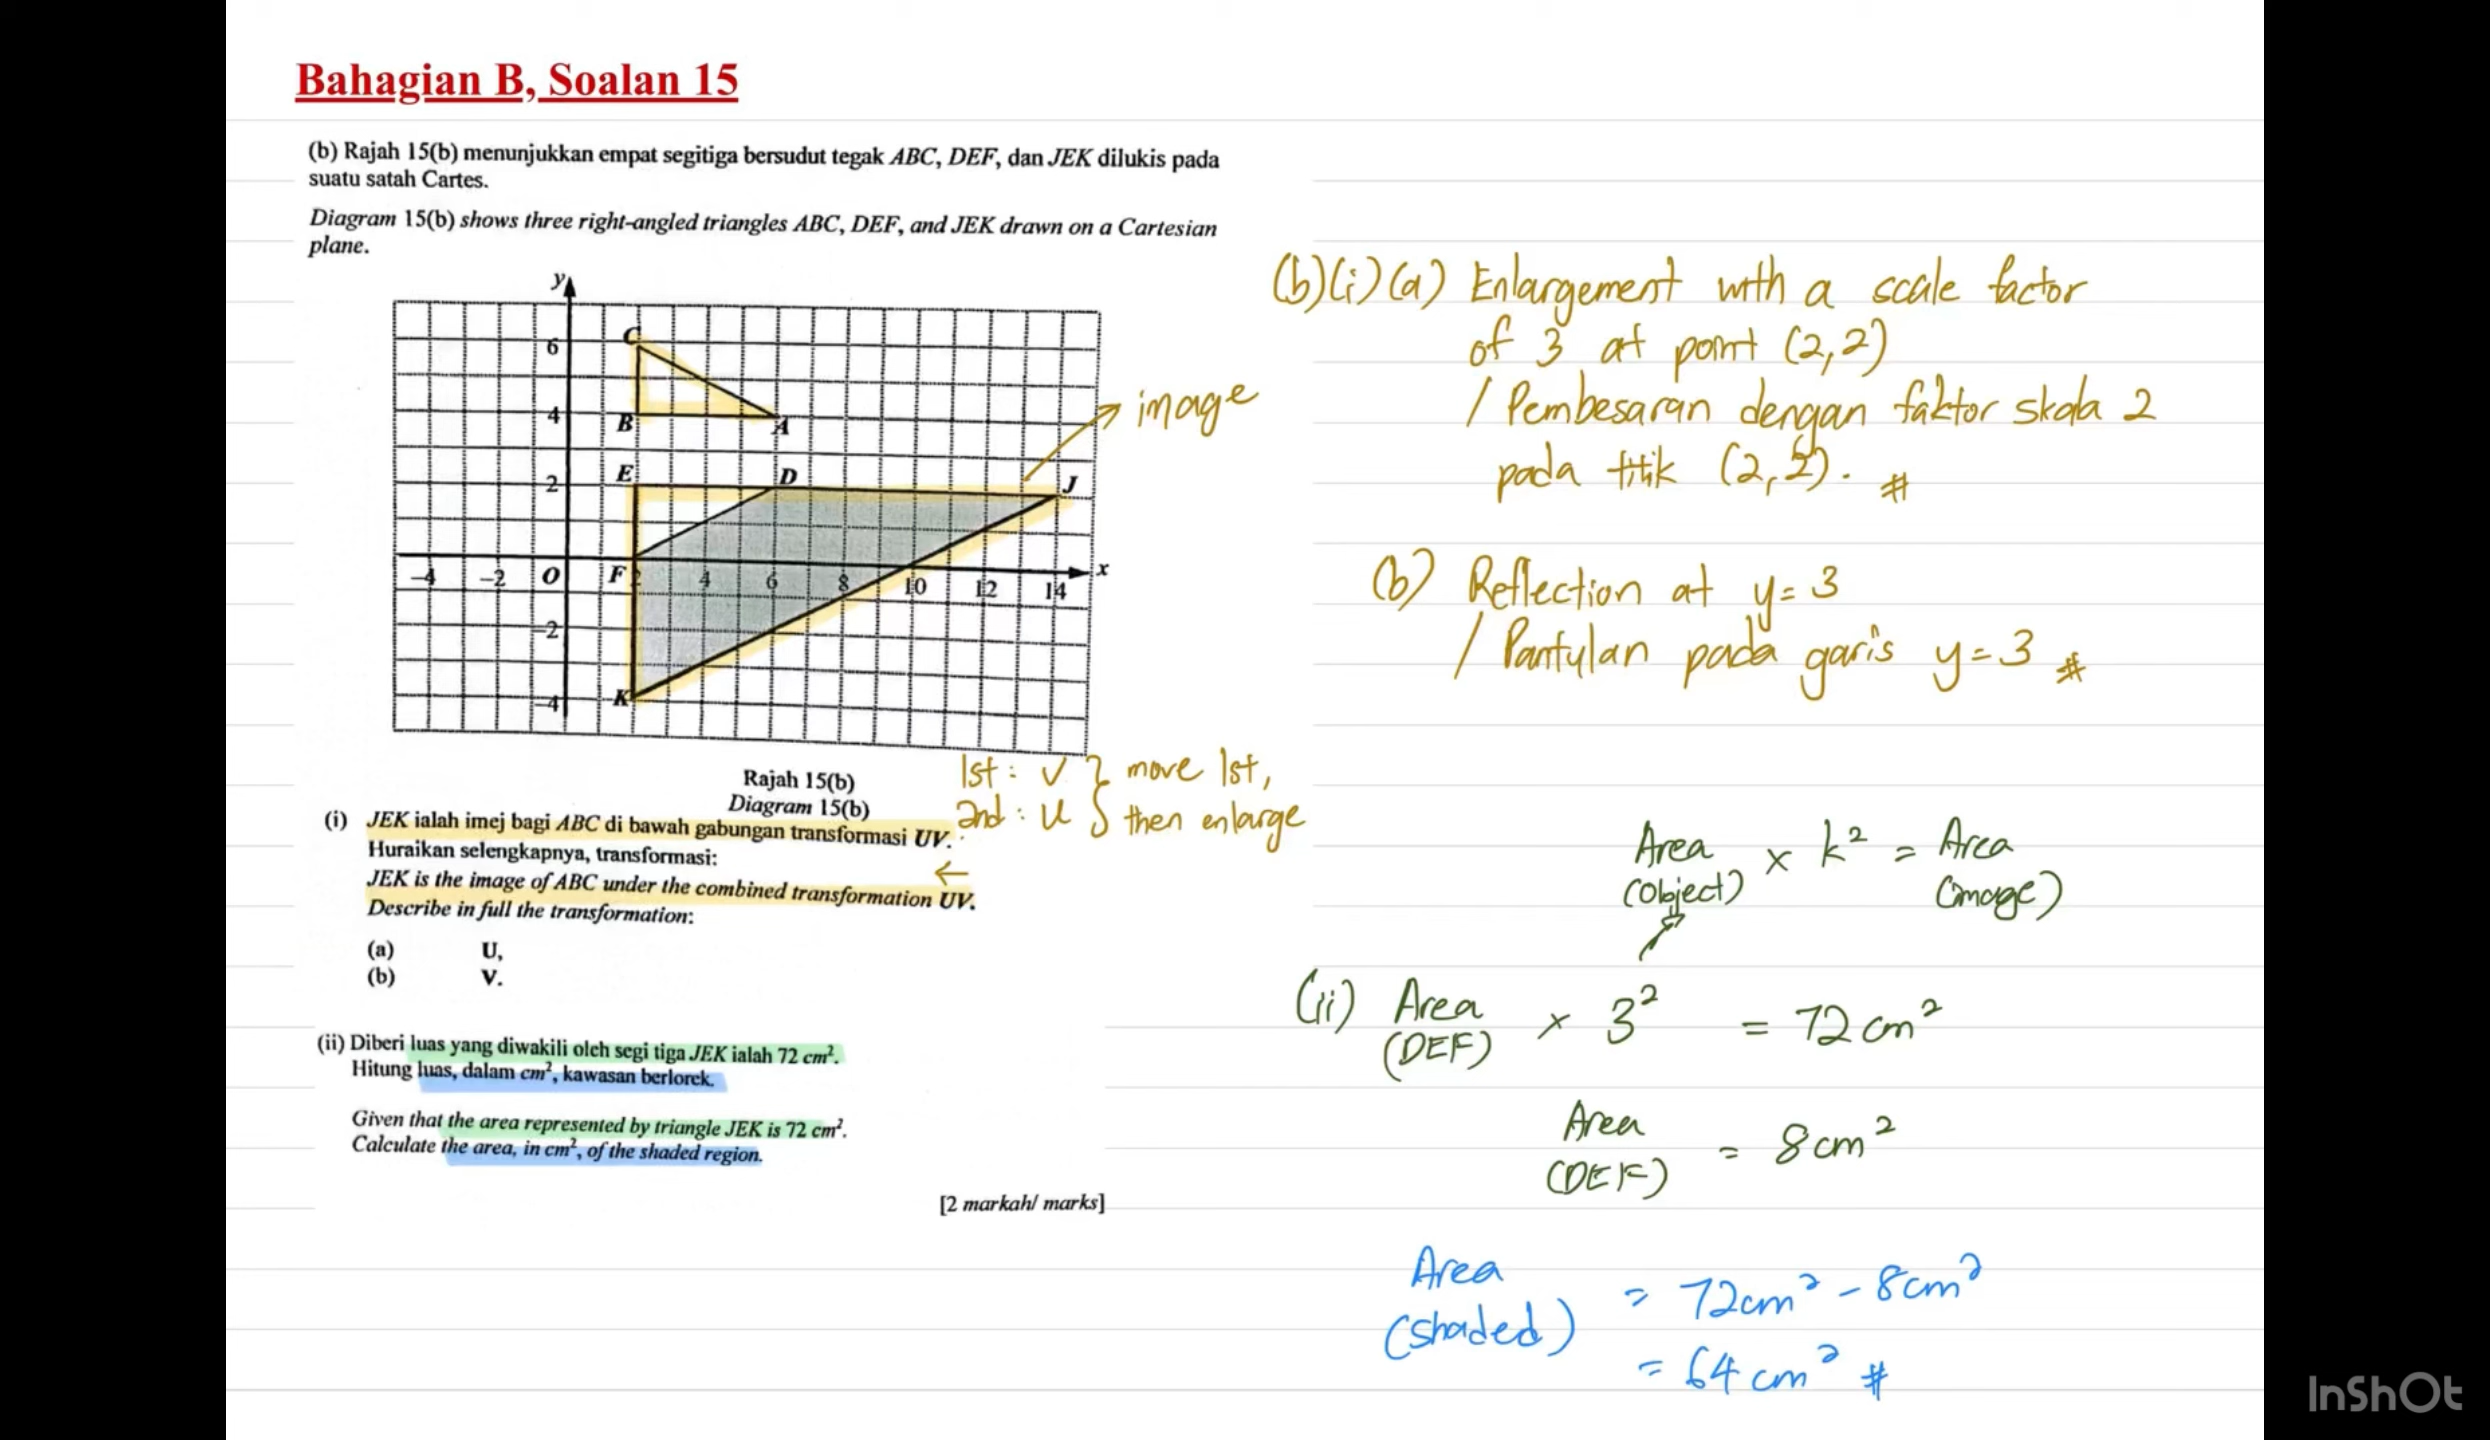 Bahagian B, Soalan 15
(b) Rajah 15(b) menunjukkan empat segitiga bersudut tegak ABC, DEF, dan JEK dilukis pada
suatu satah Cartes.
Diagram 15(b) shows three right-angled triangles ABC, DEF, and JEK drawn on a Cartesian
plane.
y
C
6
4
B
A
E
D
J
2
-4
-2
O
F
2
4
6
8
10
12
14
x
-2
-4
K
image
Rajah 15(b)
Diagram 15(b)
1st : V } move 1st,
2nd : U } then enlarge
(i) JEK ialah imej bagi ABC di bawah gabungan transformasi UV.
Huraikan selengkapnya, transformasi:
←
JEK is the image of ABC under the combined transformation UV.
Describe in full the transformation:
(a) U,
(b) V.
(ii) Diberi luas yang diwakili oleh segi tiga JEK ialah 72 cm².
Hitung luas, dalam cm², kawasan berlorek.
Given that the area represented by triangle JEK is 72 cm².
Calculate the area, in cm², of the shaded region.
[2 markah/ marks]
(b)(i)(a) Enlargement with a scale factor
of 3 at point (2,2)
/ Pembesaran dengan faktor skala 2
pada titik (2,2). #
(b) Reflection at y=3
/ Pantulan pada garis y=3 #
Area × k² = Area
(object) (image)
(ii) Area × 3² = 72 cm²
(DEF)
Area = 8 cm²
(DEF)
Area = 72cm² - 8cm²
(shaded)
= 64 cm² #
InShOt